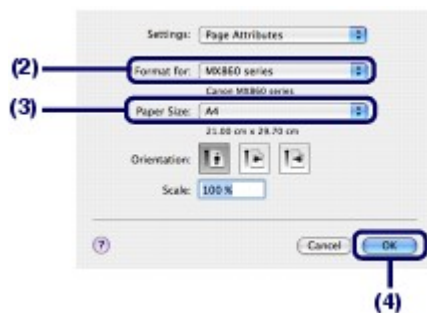 Settings: Page Attributes
(2) Format for: MX860 series
Canon MX860 series
(3) Paper Size: A4
21.00 cm x 29.70 cm
Orientation:
Scale: 100 %
? Cancel OK
(4)